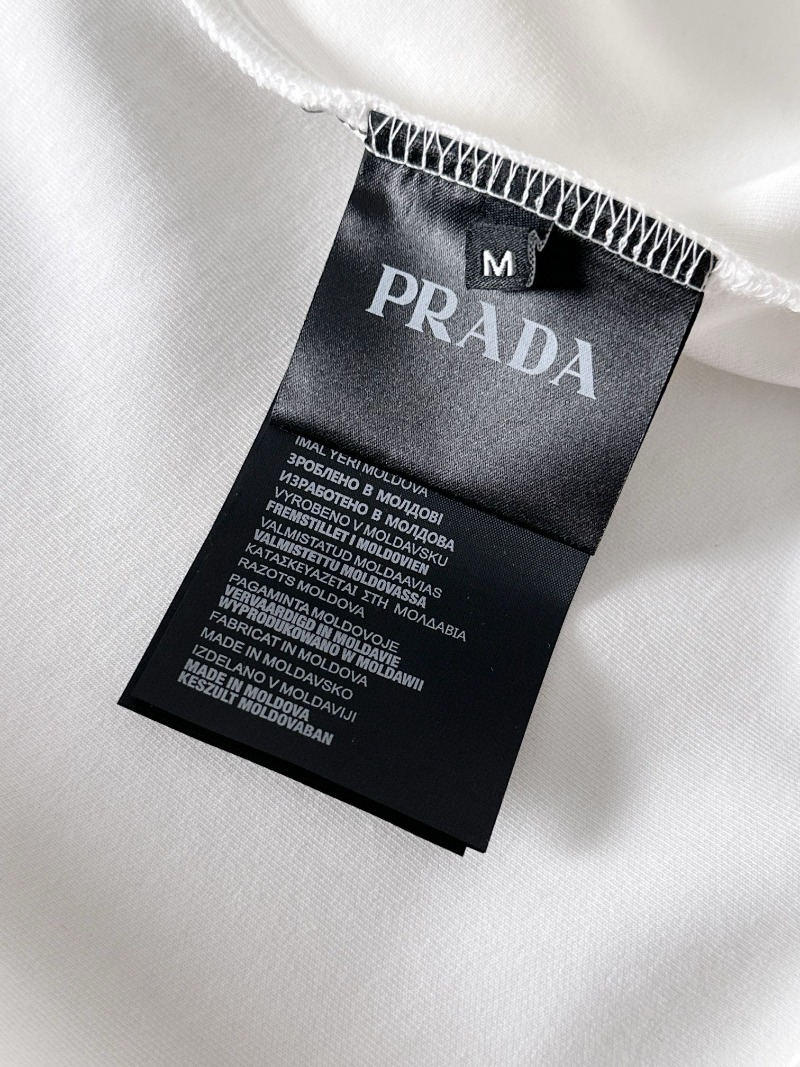 M
PRADA
IMAL YERI MOLDOVA
ЗРОБЛЕНО В МОЛДОВІ
ИЗРАБОТЕНО В МОЛДОВА
VYROBENO V MOLDAVSKU
FREMSTILLET I MOLDOVIEN
VALMISTATUD MOLDAAVIAS
VALMISTETTU MOLDOVASSA
ΚΑΤΑΣΚΕΥΑΖΕΤΑΙ ΣΤΗ ΜΟΛΔΑΒΙΑ
RAZOTS MOLDOVA
PAGAMINTA MOLDOVOJE
VERVAARDIGD IN MOLDAVIE
WYPRODUKOWANO W MOLDAWII
FABRICAT IN MOLDOVA
MADE IN MOLDAVSKO
IZDELANO V MOLDAVIJI
MADE IN MOLDOVA
KESZULT MOLDOVABAN